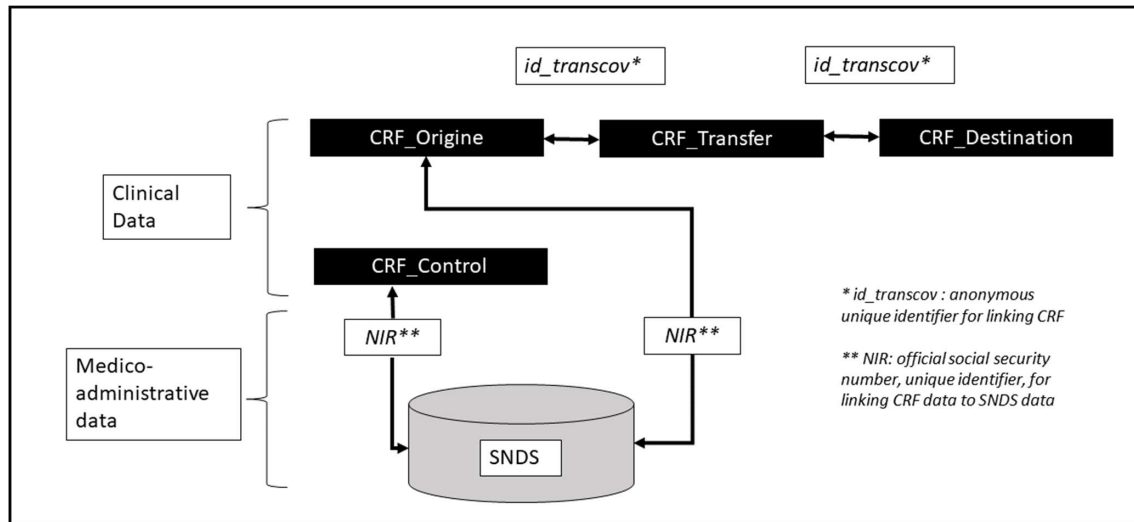 id_transcov*
id_transcov*
CRF_Origine
CRF_Transfer
CRF_Destination
Clinical
Data
CRF_Control
NIR**
NIR**
* id_transcov : anonymous
unique identifier for linking CRF
** NIR: official social security
number, unique identifier, for
linking CRF data to SNDS data
Medico-
administrative
data
SNDS